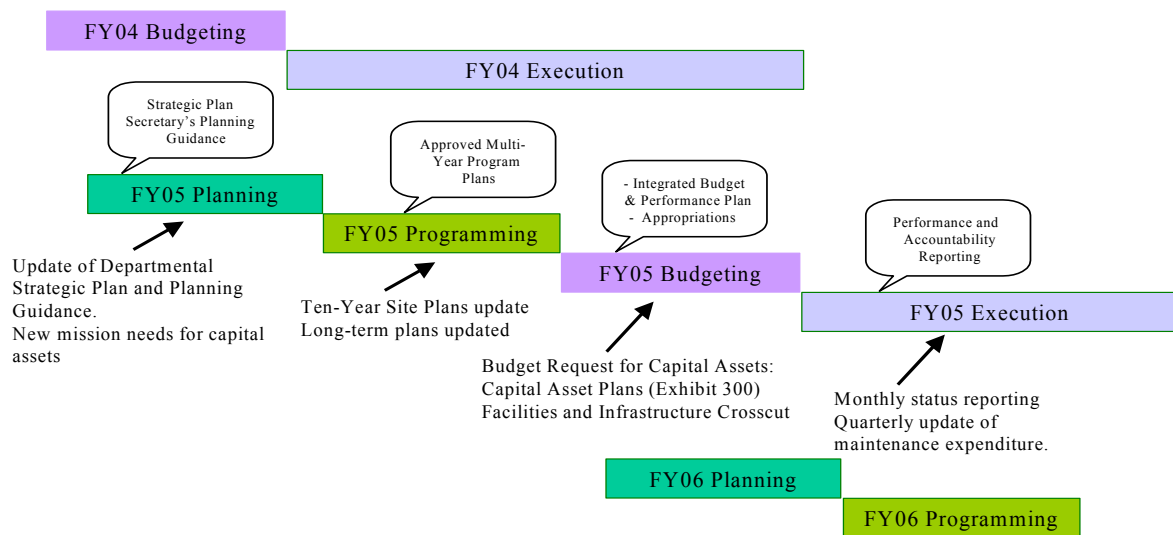 FY04 Budgeting
FY04 Execution
Strategic Plan
Secretary's Planning
Guidance
FY05 Planning
Approved Multi-
Year Program
Plans
FY05 Programming
- Integrated Budget
& Performance Plan
- Appropriations
FY05 Budgeting
Performance and
Accountability
Reporting
FY05 Execution
Update of Departmental
Strategic Plan and Planning
Guidance.
New mission needs for capital
assets
Ten-Year Site Plans update
Long-term plans updated
Budget Request for Capital Assets:
Capital Asset Plans (Exhibit 300)
Facilities and Infrastructure Crosscut
Monthly status reporting
Quarterly update of
maintenance expenditure.
FY06 Planning
FY06 Programming